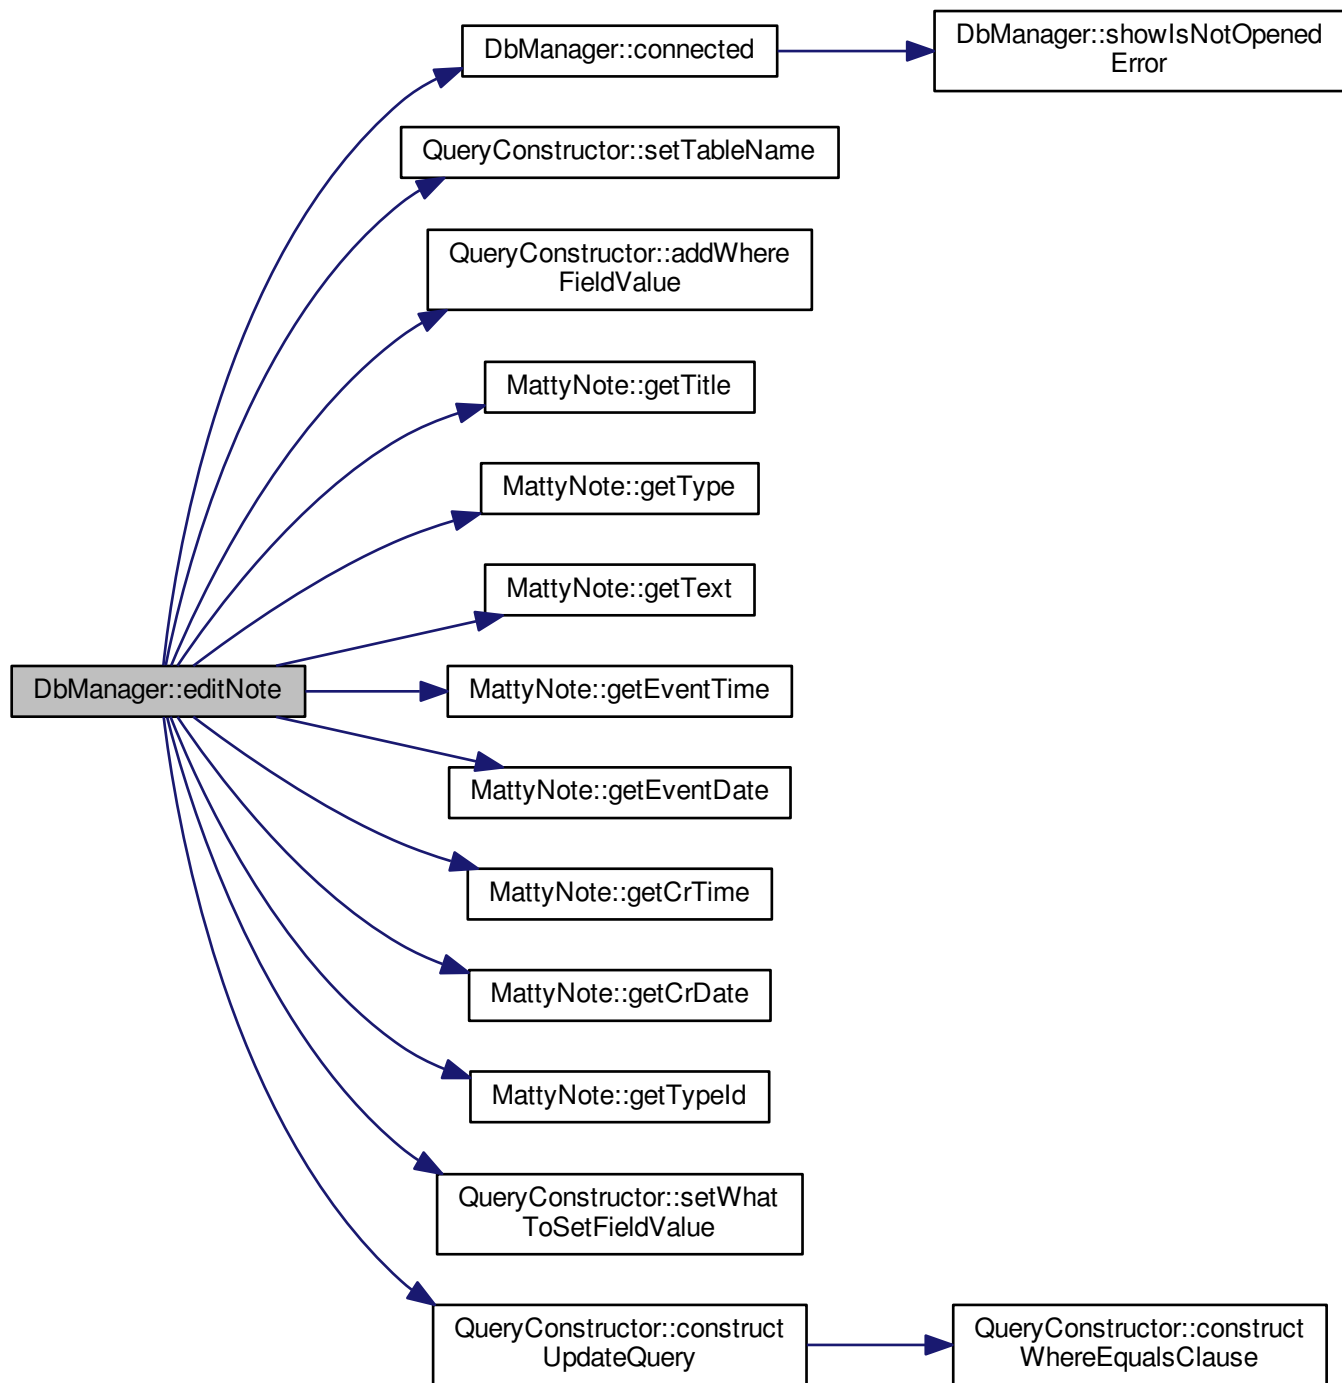 DbManager::connected
DbManager::showIsNotOpened
Error
QueryConstructor::setTableName
QueryConstructor::addWhere
FieldValue
MattyNote::getTitle
MattyNote::getType
MattyNote::getText
DbManager::editNote
MattyNote::getEventTime
MattyNote::getEventDate
MattyNote::getCrTime
MattyNote::getCrDate
MattyNote::getTypeId
QueryConstructor::setWhat
ToSetFieldValue
QueryConstructor::construct
UpdateQuery
QueryConstructor::construct
WhereEqualsClause